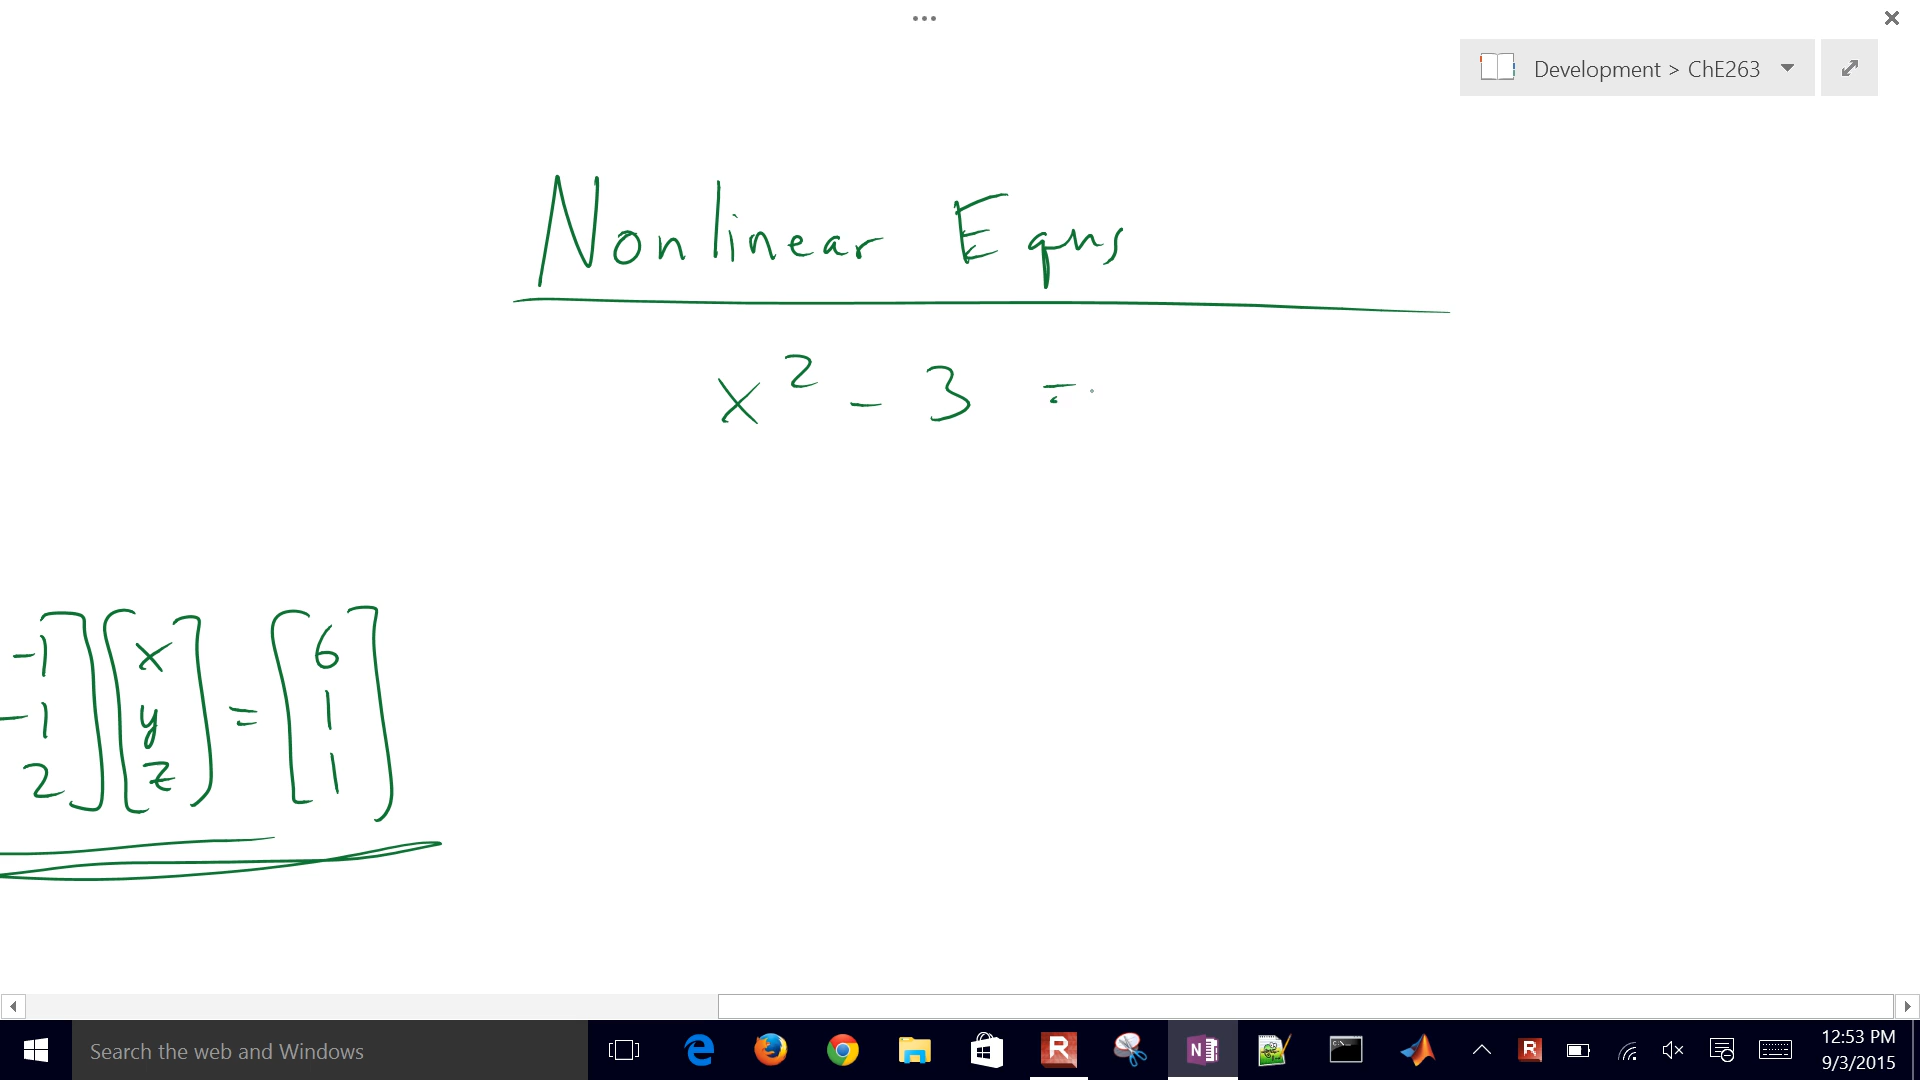 Development > ChE263
Nonlinear Eqns
x² - 3 =
-1] [x] = [6]
-1] [y] [1]
2] [z] [1]
Search the web and Windows
12:53 PM
9/3/2015